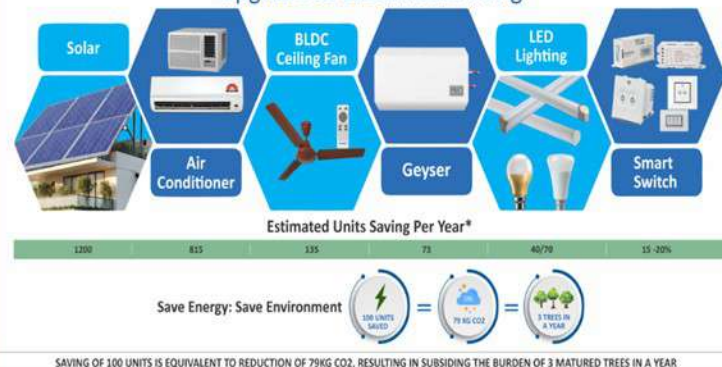 Solar
BLDC
Ceiling Fan
LED
Lighting
Air
Conditioner
Geyser
Smart
Switch
Estimated Units Saving Per Year*
1200 815 135 73 40/70 15 -20%
Save Energy: Save Environment
100 UNITS
SAVED
=
79 KG CO2
=
3 TREES IN
A YEAR
SAVING OF 100 UNITS IS EQUIVALENT TO REDUCTION OF 79KG CO2, RESULTING IN SUBSIDING THE BURDEN OF 3 MATURED TREES IN A YEAR